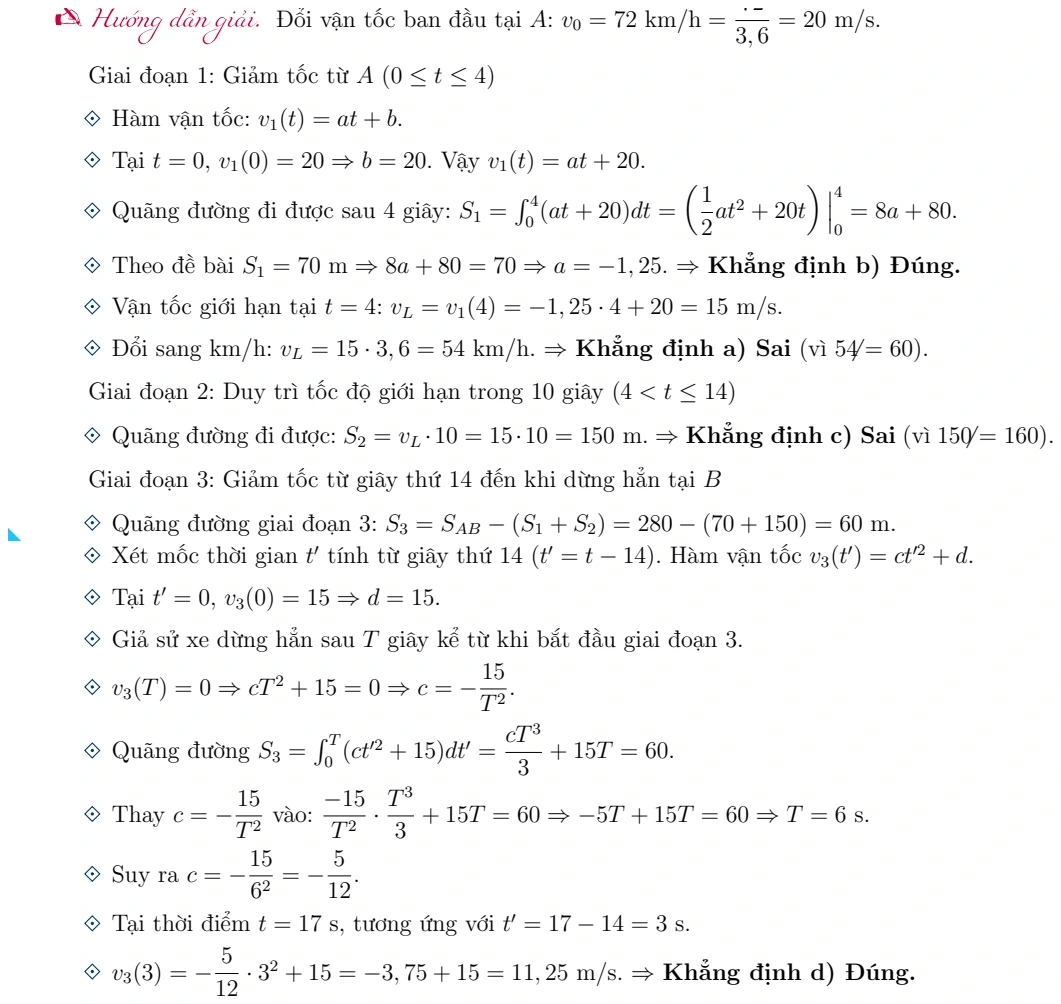 Hướng dẫn giải. Đổi vận tốc ban đầu tại A: v₀ = 72 km/h = 72/3,6 = 20 m/s.
Giai đoạn 1: Giảm tốc từ A (0 ≤ t ≤ 4)
Hàm vận tốc: v₁(t) = at + b.
Tại t = 0, v₁(0) = 20 ⇒ b = 20. Vậy v₁(t) = at + 20.
Quãng đường đi được sau 4 giây: S₁ = ∫₀⁴(at + 20)dt = (1/2 at² + 20t)|₀⁴ = 8a + 80.
Theo đề bài S₁ = 70 m ⇒ 8a + 80 = 70 ⇒ a = −1,25. ⇒ Khẳng định b) Đúng.
Vận tốc giới hạn tại t = 4: v_L = v₁(4) = −1,25 · 4 + 20 = 15 m/s.
Đổi sang km/h: v_L = 15 · 3,6 = 54 km/h. ⇒ Khẳng định a) Sai (vì 54 ≠ 60).
Giai đoạn 2: Duy trì tốc độ giới hạn trong 10 giây (4 < t ≤ 14)
Quãng đường đi được: S₂ = v_L · 10 = 15 · 10 = 150 m. ⇒ Khẳng định c) Sai (vì 150 ≠ 160).
Giai đoạn 3: Giảm tốc từ giây thứ 14 đến khi dừng hẳn tại B
Quãng đường giai đoạn 3: S₃ = S_AB − (S₁ + S₂) = 280 − (70 + 150) = 60 m.
Xét mốc thời gian t′ tính từ giây thứ 14 (t′ = t − 14). Hàm vận tốc v₃(t′) = ct′² + d.
Tại t′ = 0, v₃(0) = 15 ⇒ d = 15.
Giả sử xe dừng hẳn sau T giây kể từ khi bắt đầu giai đoạn 3.
v₃(T) = 0 ⇒ cT² + 15 = 0 ⇒ c = −15/T².
Quãng đường S₃ = ∫₀ᵀ(ct′² + 15)dt′ = cT³/3 + 15T = 60.
Thay c = −15/T² vào: −15/T² · T³/3 + 15T = 60 ⇒ −5T + 15T = 60 ⇒ T = 6 s.
Suy ra c = −15/6² = −5/12.
Tại thời điểm t = 17 s, tương ứng với t′ = 17 − 14 = 3 s.
v₃(3) = −5/12 · 3² + 15 = −3,75 + 15 = 11,25 m/s. ⇒ Khẳng định d) Đúng.